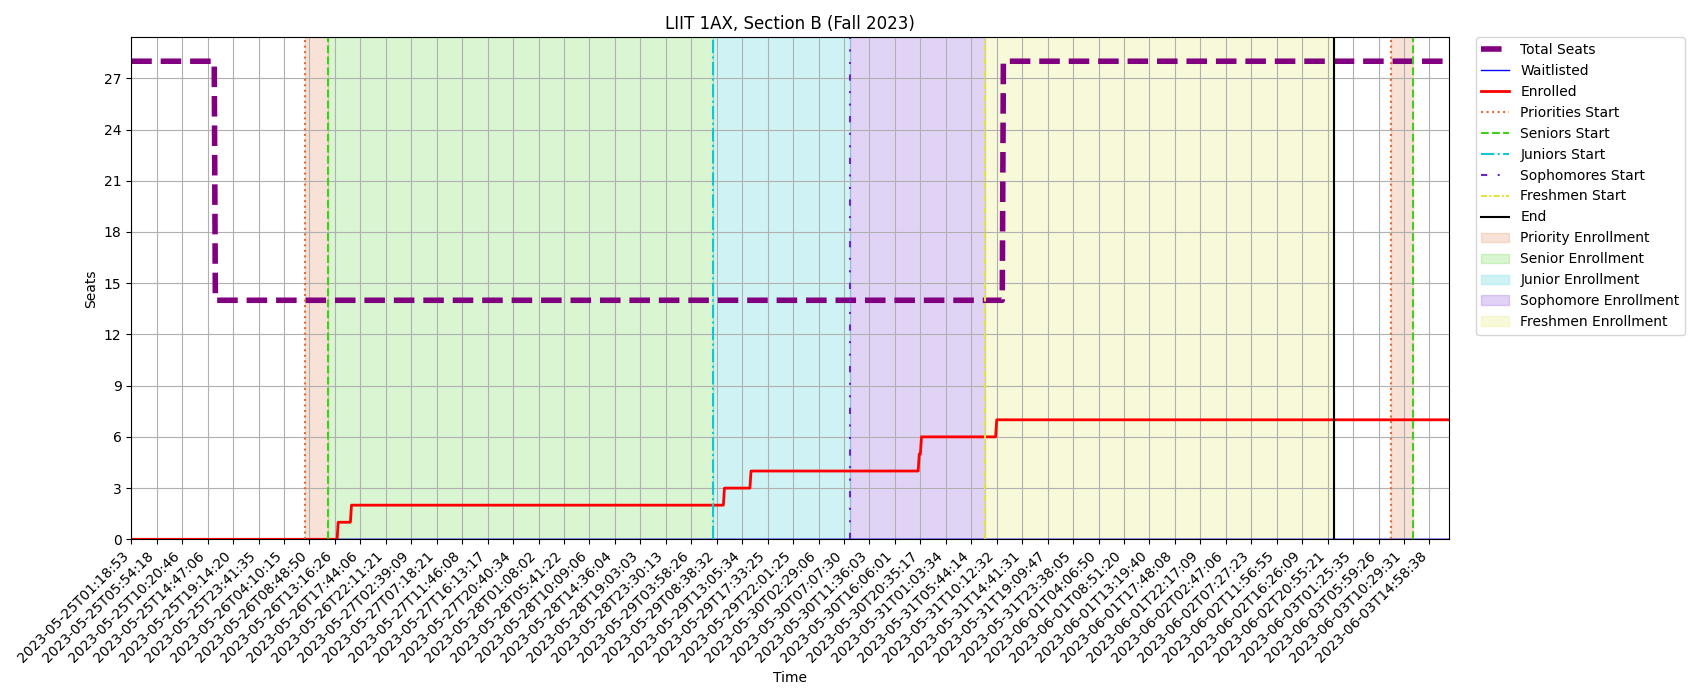 LIIT 1AX, Section B (Fall 2023)
Seats
27
24
21
18
15
12
9
6
3
0
2023-05-25T01:18:53
2023-05-25T05:54:18
2023-05-25T10:20:46
2023-05-25T14:47:06
2023-05-25T19:14:20
2023-05-25T23:41:35
2023-05-26T04:10:15
2023-05-26T08:48:50
2023-05-26T13:16:26
2023-05-26T17:44:06
2023-05-26T22:11:21
2023-05-27T02:39:09
2023-05-27T07:18:21
2023-05-27T11:46:08
2023-05-27T16:13:17
2023-05-27T20:40:34
2023-05-28T01:08:02
2023-05-28T05:41:22
2023-05-28T10:09:06
2023-05-28T14:36:04
2023-05-28T19:03:03
2023-05-28T23:30:13
2023-05-29T03:58:26
2023-05-29T08:38:32
2023-05-29T13:05:34
2023-05-29T17:33:25
2023-05-29T22:01:25
2023-05-30T02:29:06
2023-05-30T07:07:30
2023-05-30T11:36:03
2023-05-30T16:06:01
2023-05-30T20:35:17
2023-05-31T01:03:34
2023-05-31T05:44:14
2023-05-31T10:12:32
2023-05-31T14:41:31
2023-05-31T19:09:47
2023-05-31T23:38:05
2023-06-01T04:06:50
2023-06-01T08:51:20
2023-06-01T13:19:40
2023-06-01T17:48:08
2023-06-01T22:17:09
2023-06-02T02:47:06
2023-06-02T07:27:23
2023-06-02T11:56:55
2023-06-02T16:26:09
2023-06-02T20:55:21
2023-06-03T01:25:35
2023-06-03T05:59:26
2023-06-03T10:29:31
2023-06-03T14:58:38
Time
Total Seats
Waitlisted
Enrolled
Priorities Start
Seniors Start
Juniors Start
Sophomores Start
Freshmen Start
End
Priority Enrollment
Senior Enrollment
Junior Enrollment
Sophomore Enrollment
Freshmen Enrollment